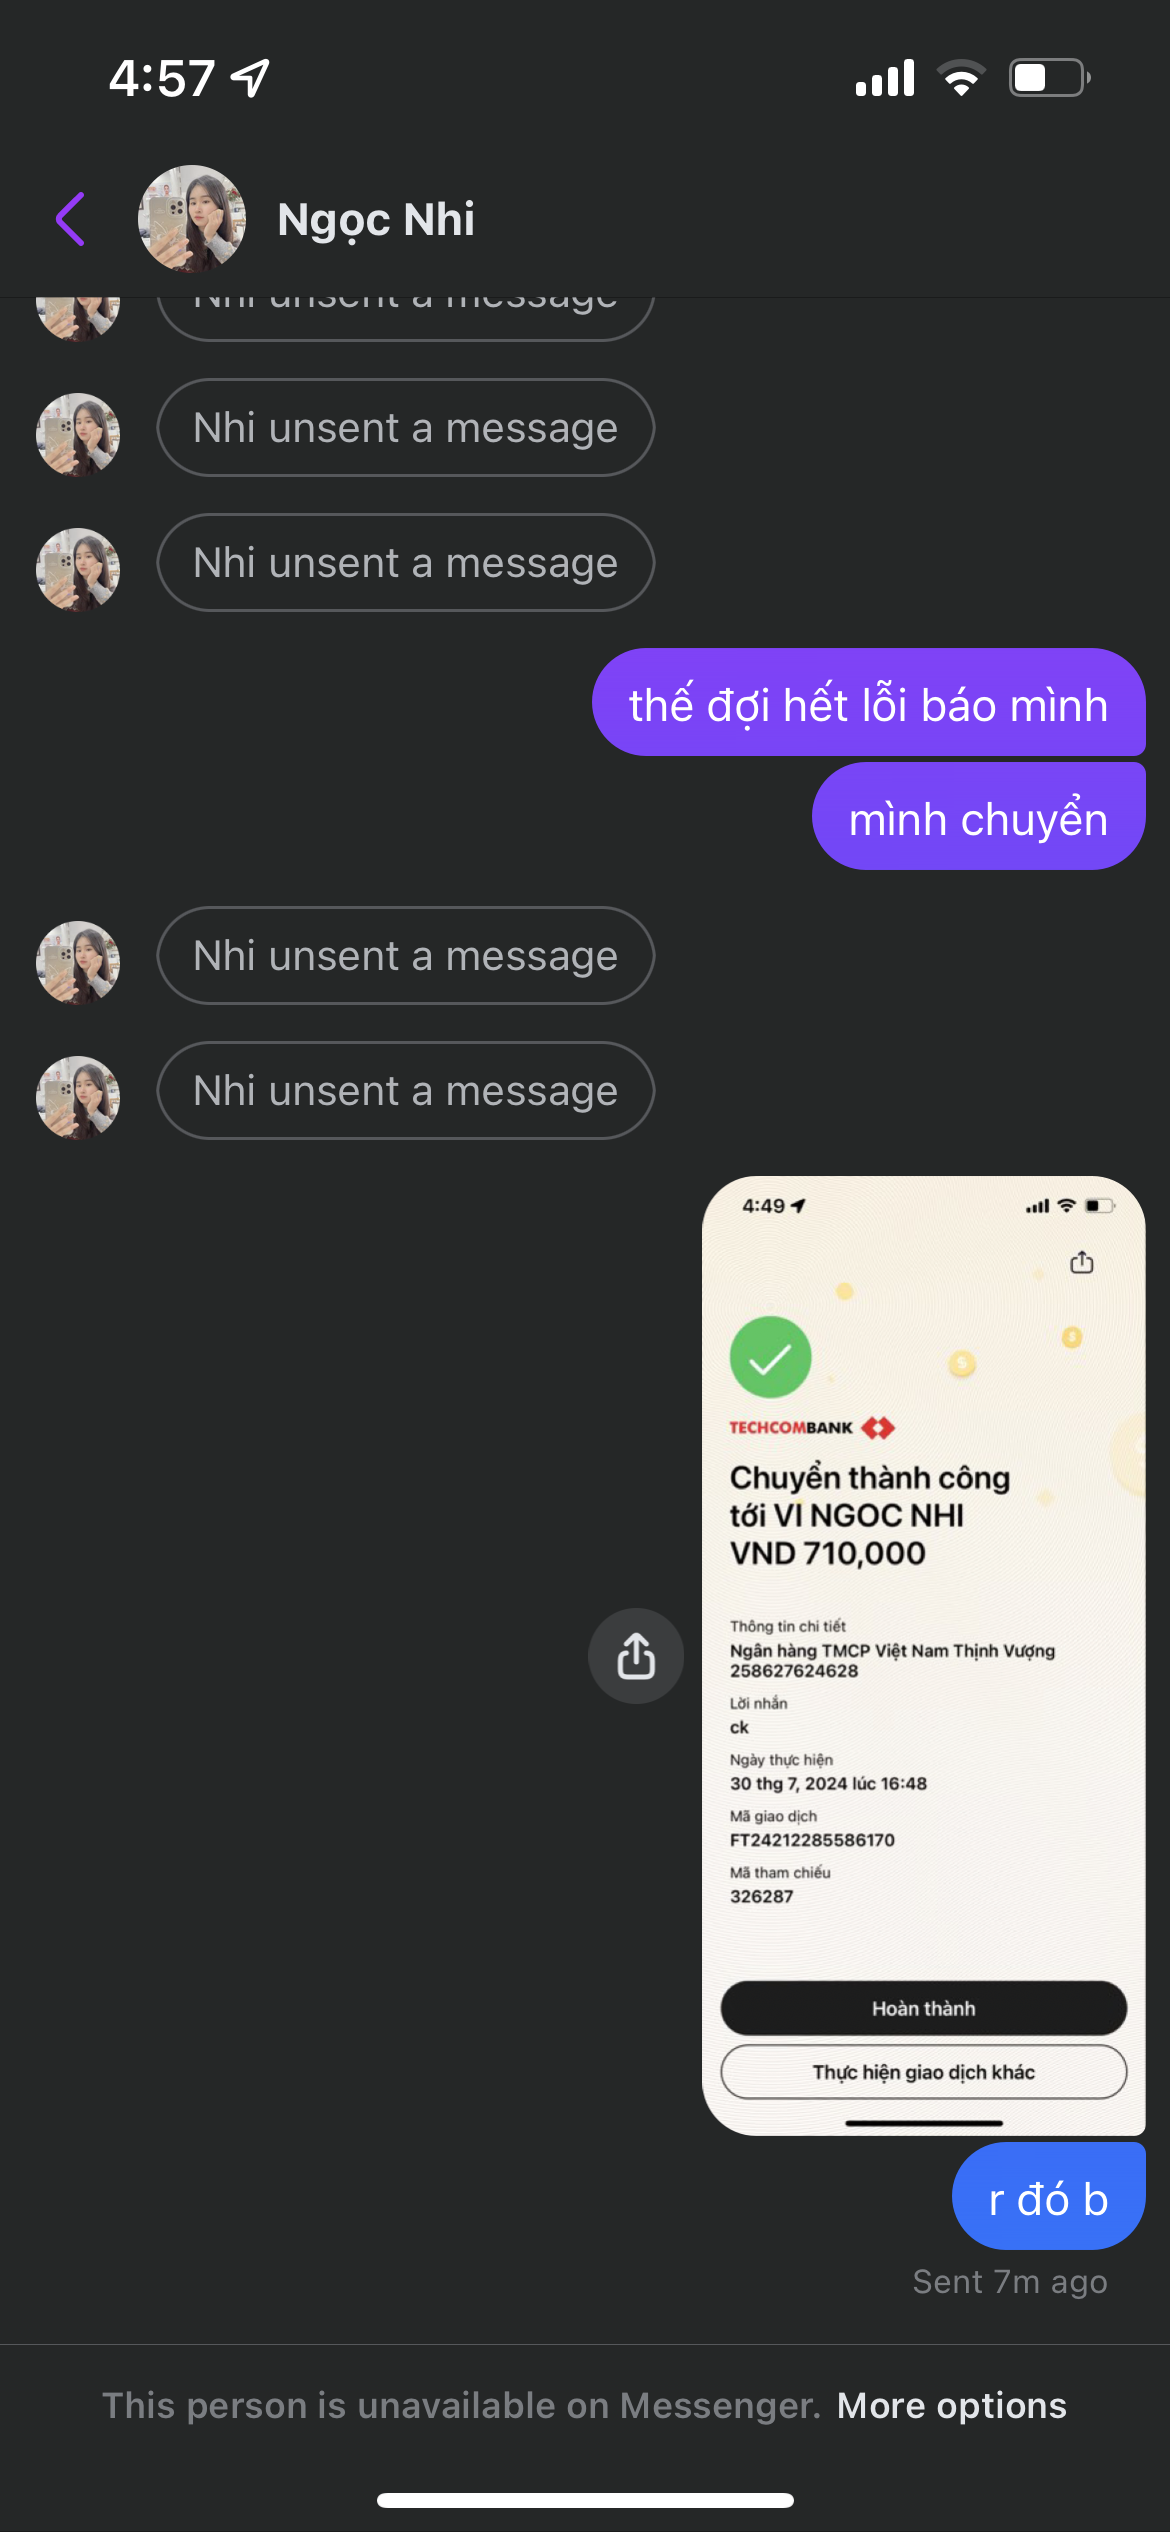 4:57
Ngọc Nhi
Nhi unsent a message
Nhi unsent a message
Nhi unsent a message
thế đợi hết lỗi báo mình
mình chuyển
Nhi unsent a message
Nhi unsent a message
4:49
TECHCOMBANK
Chuyển thành công
tới VI NGOC NHI
VND 710,000
Thông tin chi tiết
Ngân hàng TMCP Việt Nam Thịnh Vượng
258627624628
Lời nhắn
ck
Ngày thực hiện
30 thg 7, 2024 lúc 16:48
Mã giao dịch
FT24212285586170
Mã tham chiếu
326287
Hoàn thành
Thực hiện giao dịch khác
r đó b
Sent 7m ago
This person is unavailable on Messenger. More options